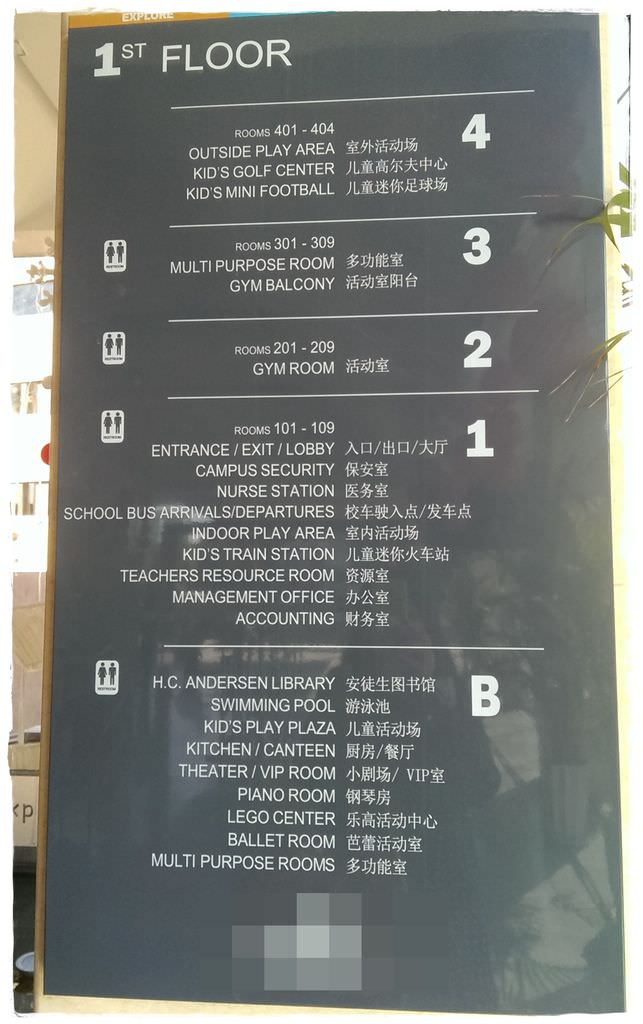 EXPLORE
1ST FLOOR
ROOMS 401 - 404
OUTSIDE PLAY AREA 室外活动场
KID'S GOLF CENTER 儿童高尔夫中心
KID'S MINI FOOTBALL 儿童迷你足球场
4
ROOMS 301 - 309
MULTI PURPOSE ROOM 多功能室
GYM BALCONY 活动室阳台
3
RESTROOM
ROOMS 201 - 209
GYM ROOM 活动室
2
RESTROOM
ROOMS 101 - 109
ENTRANCE / EXIT / LOBBY 入口/出口/大厅
CAMPUS SECURITY 保安室
NURSE STATION 医务室
SCHOOL BUS ARRIVALS/DEPARTURES 校车驶入点/发车点
INDOOR PLAY AREA 室内活动场
KID'S TRAIN STATION 儿童迷你火车站
TEACHERS RESOURCE ROOM 资源室
MANAGEMENT OFFICE 办公室
ACCOUNTING 财务室
1
RESTROOM
H.C. ANDERSEN LIBRARY 安徒生图书馆
SWIMMING POOL 游泳池
KID'S PLAY PLAZA 儿童活动场
KITCHEN / CANTEEN 厨房/餐厅
THEATER / VIP ROOM 小剧场/ VIP室
PIANO ROOM 钢琴房
LEGO CENTER 乐高活动中心
BALLET ROOM 芭蕾活动室
MULTI PURPOSE ROOMS 多功能室
B
RESTROOM